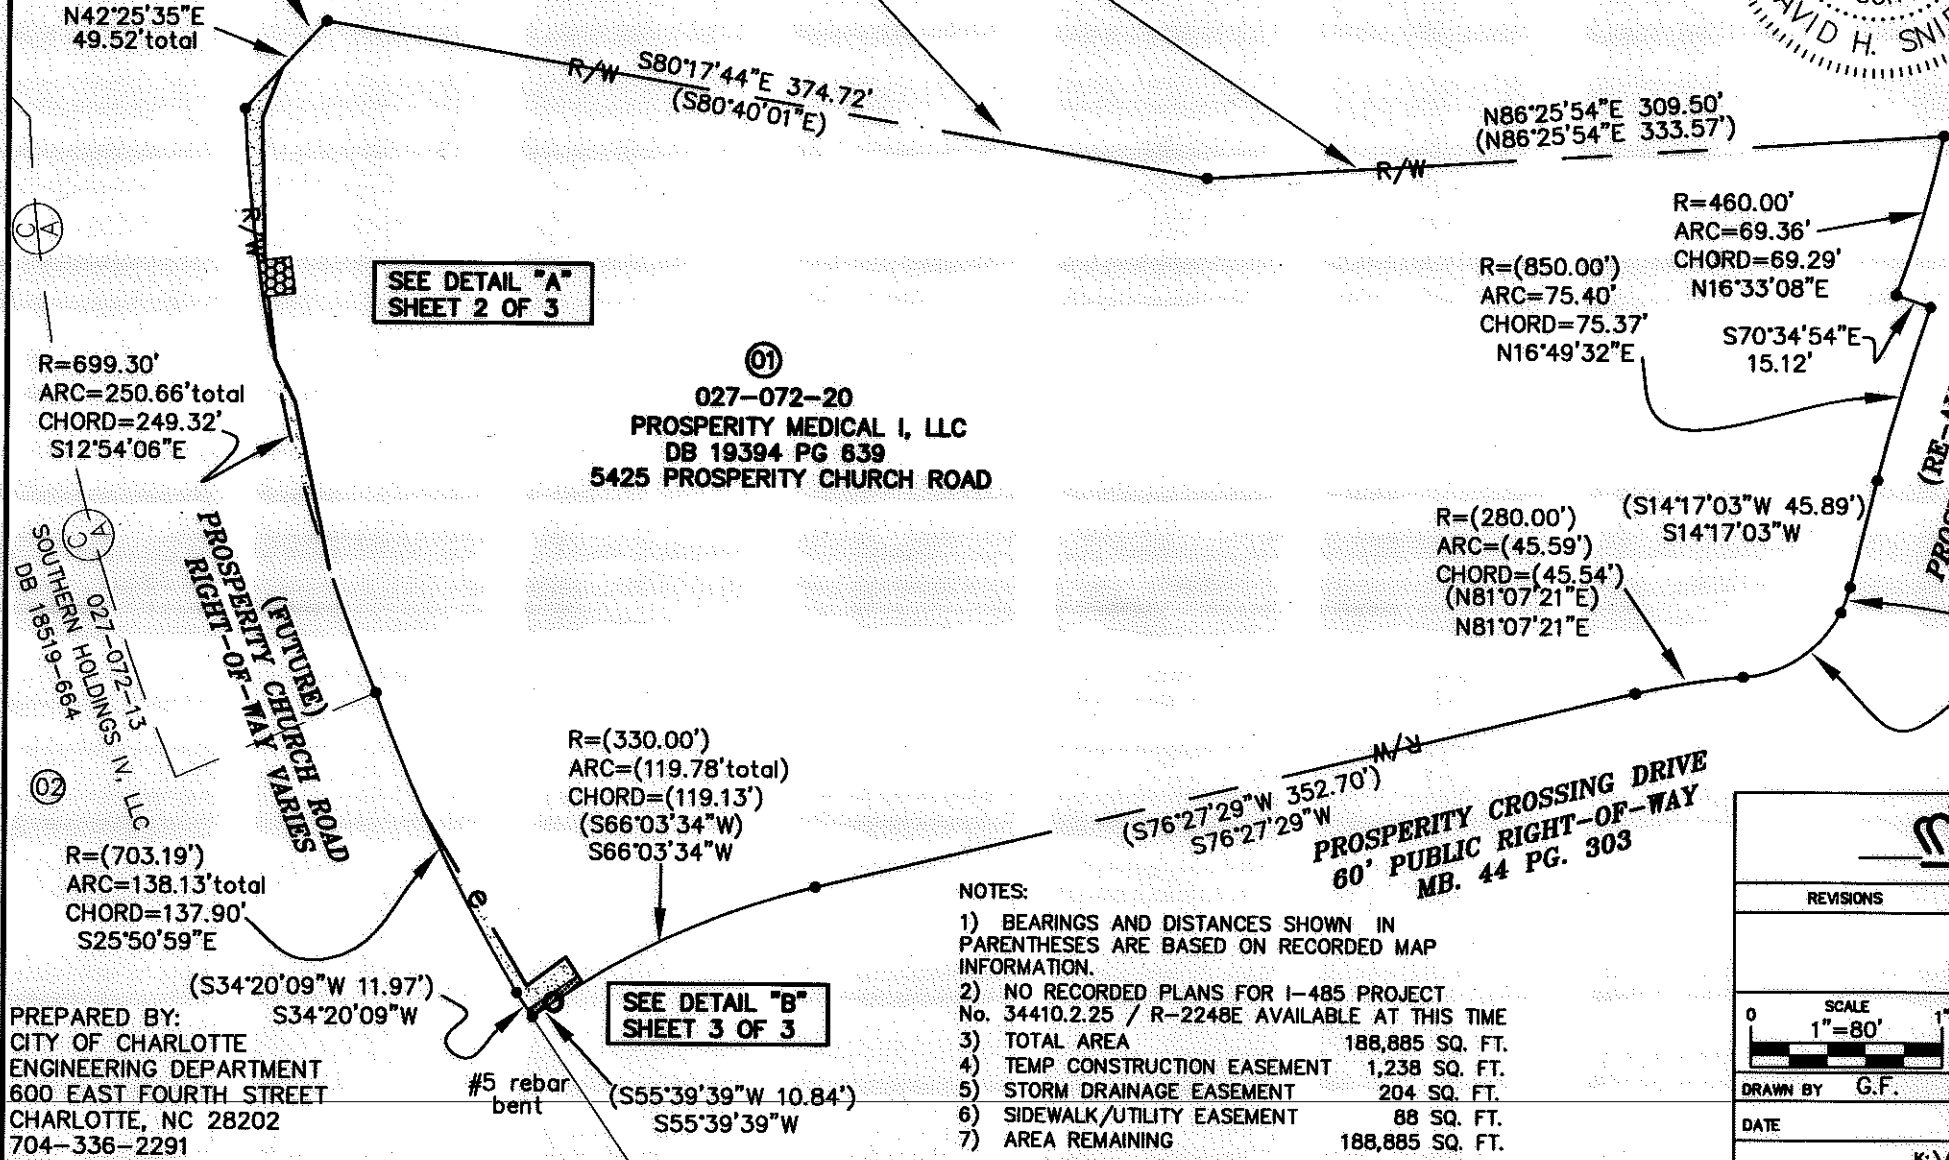 N42°25'35"E
49.52'total
R/W
S80°17'44"E 374.72'
(S80°40'01"E)
N86°25'54"E 309.50'
(N86°25'54"E 333.57')
R/W
DAVID H.
R/W
C
A
SEE DETAIL "A"
SHEET 2 OF 3
R=460.00'
ARC=69.36'
CHORD=69.29'
N16°33'08"E
R=(850.00')
ARC=75.40'
CHORD=75.37'
N16°49'32"E
S70°34'54"E
15.12'
R=699.30'
ARC=250.66'total
CHORD=249.32'
S12°54'06"E
01
027-072-20
PROSPERITY MEDICAL I, LLC
DB 19394 PG 639
5425 PROSPERITY CHURCH ROAD
(S14°17'03"W 45.89')
S14°17'03"W
R=(280.00')
ARC=(45.59')
CHORD=(45.54')
(N81°07'21"E)
N81°07'21"E
C
A
027-072-13
SOUTHERN HOLDINGS IV, LLC
DB 18519-664
02
(FUTURE)
PROSPERITY CHURCH ROAD
RIGHT-OF-WAY VARIES
R=(330.00')
ARC=(119.78'total)
CHORD=(119.13')
(S66°03'34"W)
S66°03'34"W
R/W
(S76°27'29"W 352.70')
S76°27'29"W
PROSPERITY CROSSING DRIVE
60' PUBLIC RIGHT-OF-WAY
MB. 44 PG. 303
R=(703.19')
ARC=138.13'total
CHORD=137.90'
S25°50'59"E
e
(S34°20'09"W 11.97')
S34°20'09"W
SEE DETAIL "B"
SHEET 3 OF 3
#5 rebar
bent
(S55°39'39"W 10.84')
S55°39'39"W
PREPARED BY:
CITY OF CHARLOTTE
ENGINEERING DEPARTMENT
600 EAST FOURTH STREET
CHARLOTTE, NC 28202
704-336-2291
NOTES:
1) BEARINGS AND DISTANCES SHOWN IN
PARENTHESES ARE BASED ON RECORDED MAP
INFORMATION.
2) NO RECORDED PLANS FOR I-485 PROJECT
No. 34410.2.25 / R-2248E AVAILABLE AT THIS TIME
3) TOTAL AREA 188,885 SQ. FT.
4) TEMP CONSTRUCTION EASEMENT 1,238 SQ. FT.
5) STORM DRAINAGE EASEMENT 204 SQ. FT.
6) SIDEWALK/UTILITY EASEMENT 88 SQ. FT.
7) AREA REMAINING 188,885 SQ. FT.
REVISIONS
SCALE
0 1"
1"=80'
DRAWN BY G.F.
DATE